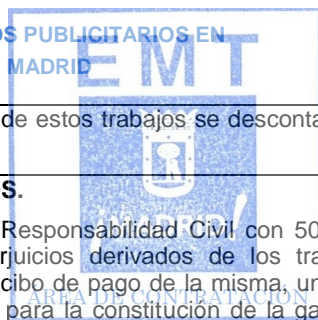 OS PUBLICITARIOS EN
MADRID
EMT
de estos trabajos se desconta
S.
¡MADRID!
Responsabilidad Civil con 50
rjuicios derivados de los tra
cibo de pago de la misma, un
ÁREA DE CONTRATACIÓN
para la constitución de la ga